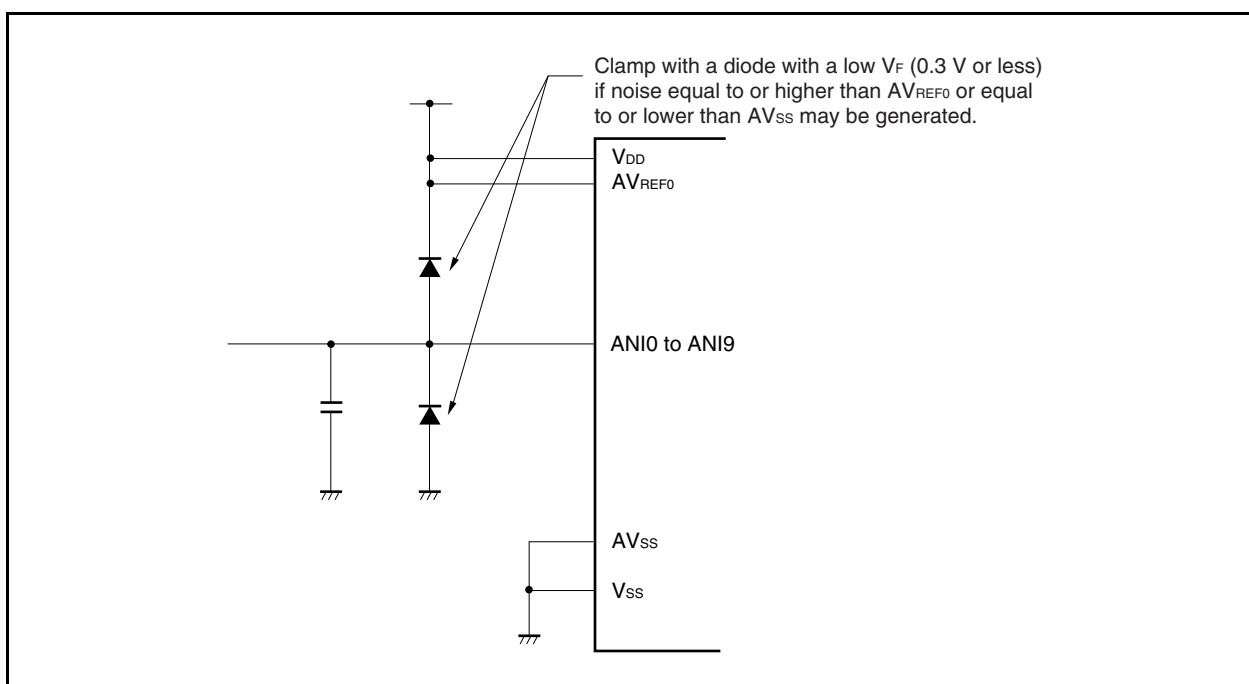 Clamp with a diode with a low VF (0.3 V or less)
if noise equal to or higher than AVREF0 or equal
to or lower than AVSS may be generated.
VDD
AVREF0
ANI0 to ANI9
AVSS
VSS